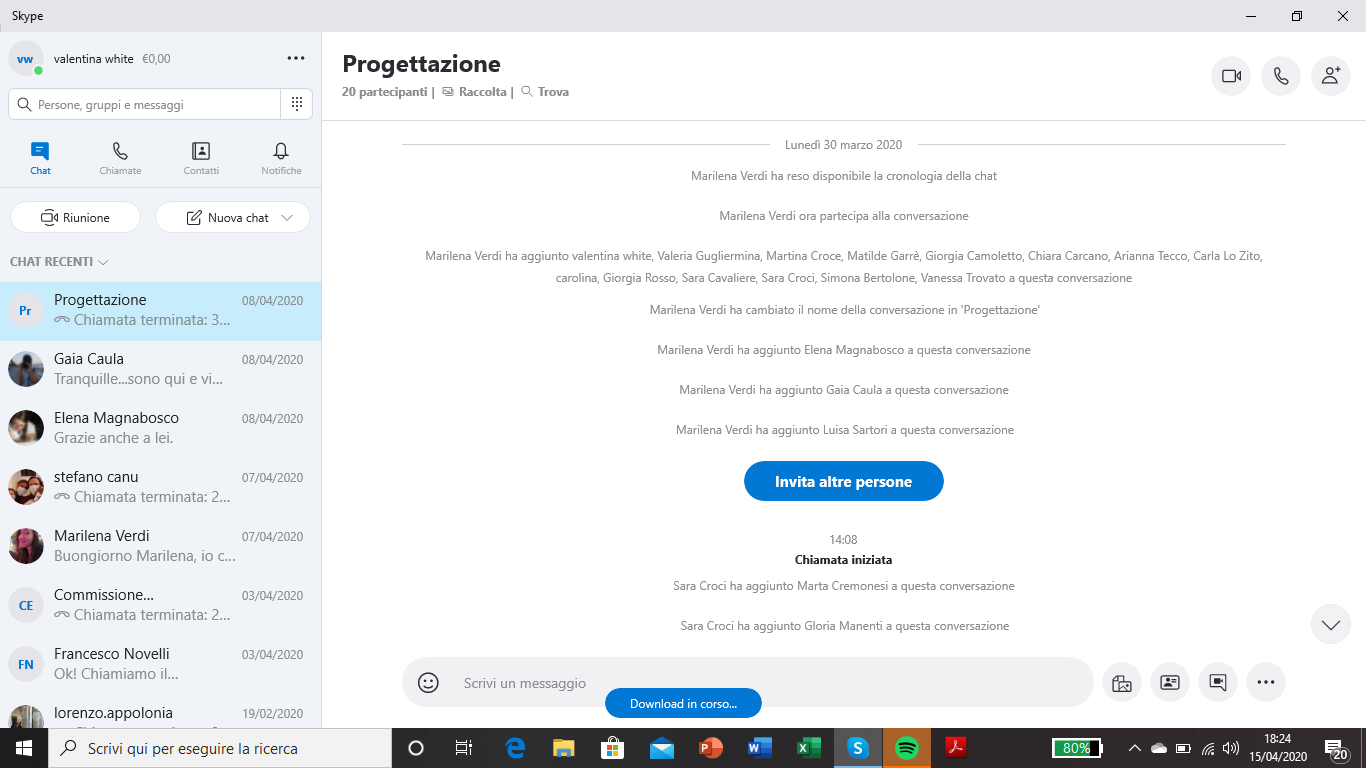 Skype
vw
valentina white €0,00
Persone, gruppi e messaggi
Chat Chiamate Contatti Notifiche
Riunione Nuova chat
CHAT RECENTI
Pr
Progettazione 08/04/2020
Chiamata terminata: 3...
Gaia Caula 08/04/2020
Tranquille...sono qui e vi...
Elena Magnabosco 08/04/2020
Grazie anche a lei.
stefano canu 07/04/2020
Chiamata terminata: 2...
Marilena Verdi 07/04/2020
Buongiorno Marilena, io c...
CE
Commissione... 03/04/2020
Chiamata terminata: 2...
FN
Francesco Novelli 03/04/2020
Ok! Chiamiamo il...
lorenzo.appolonia 19/02/2020
Progettazione
20 partecipanti | Raccolta | Trova
Lunedì 30 marzo 2020
Marilena Verdi ha reso disponibile la cronologia della chat
Marilena Verdi ora partecipa alla conversazione
Marilena Verdi ha aggiunto valentina white, Valeria Gugliermina, Martina Croce, Matilde Garrè, Giorgia Camoletto, Chiara Carcano, Arianna Tecco, Carla Lo Zito,
carolina, Giorgia Rosso, Sara Cavaliere, Sara Croci, Simona Bertolone, Vanessa Trovato a questa conversazione
Marilena Verdi ha cambiato il nome della conversazione in 'Progettazione'
Marilena Verdi ha aggiunto Elena Magnabosco a questa conversazione
Marilena Verdi ha aggiunto Gaia Caula a questa conversazione
Marilena Verdi ha aggiunto Luisa Sartori a questa conversazione
Invita altre persone
14:08
Chiamata iniziata
Sara Croci ha aggiunto Marta Cremonesi a questa conversazione
Sara Croci ha aggiunto Gloria Manenti a questa conversazione
Scrivi un messaggio
Download in corso...
Scrivi qui per eseguire la ricerca
80%
18:24
15/04/2020
20